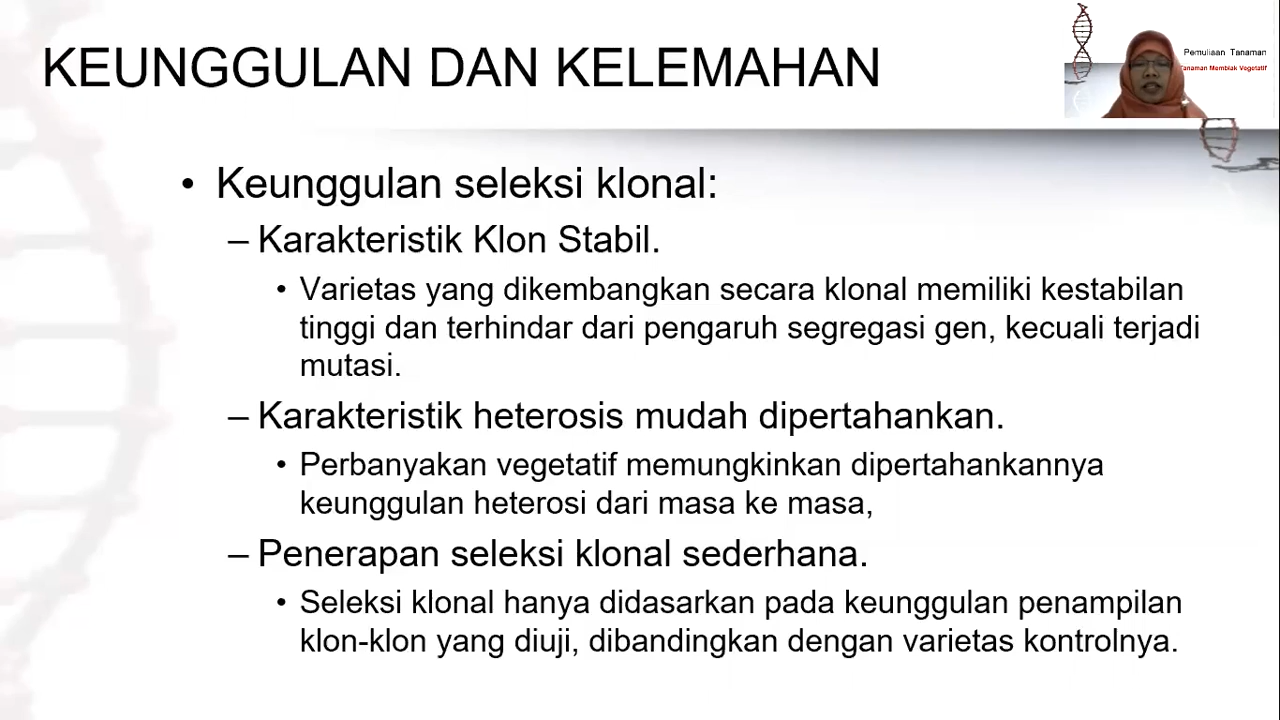 KEUNGGULAN DAN KELEMAHAN
Pemuliaan Tanaman
Tanaman Membiak Vegetatif
• Keunggulan seleksi klonal:
– Karakteristik Klon Stabil.
• Varietas yang dikembangkan secara klonal memiliki kestabilan
tinggi dan terhindar dari pengaruh segregasi gen, kecuali terjadi
mutasi.
– Karakteristik heterosis mudah dipertahankan.
• Perbanyakan vegetatif memungkinkan dipertahankannya
keunggulan heterosi dari masa ke masa,
– Penerapan seleksi klonal sederhana.
• Seleksi klonal hanya didasarkan pada keunggulan penampilan
klon-klon yang diuji, dibandingkan dengan varietas kontrolnya.